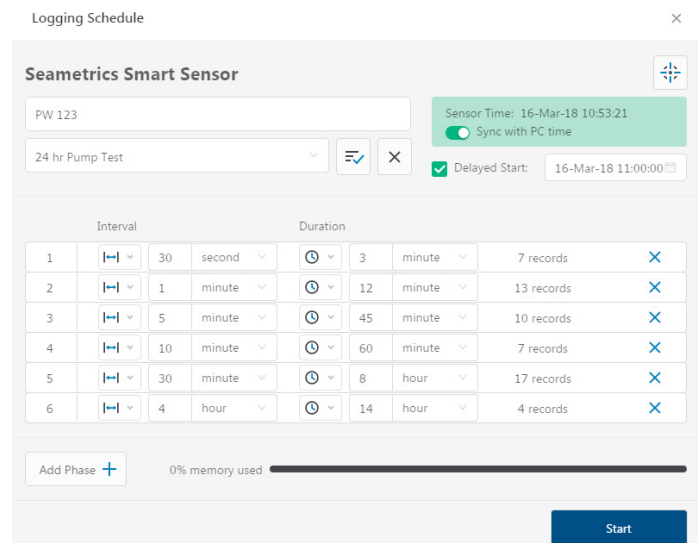 Logging Schedule
Seametrics Smart Sensor
PW 123
Sensor Time: 16-Mar-18 10:53:21
Sync with PC time
24 hr Pump Test
Delayed Start: 16-Mar-18 11:00:00
Interval Duration
1 30 second 3 minute 7 records
2 1 minute 12 minute 13 records
3 5 minute 45 minute 10 records
4 10 minute 60 minute 7 records
5 30 minute 8 hour 17 records
6 4 hour 14 hour 4 records
Add Phase + 0% memory used
Start